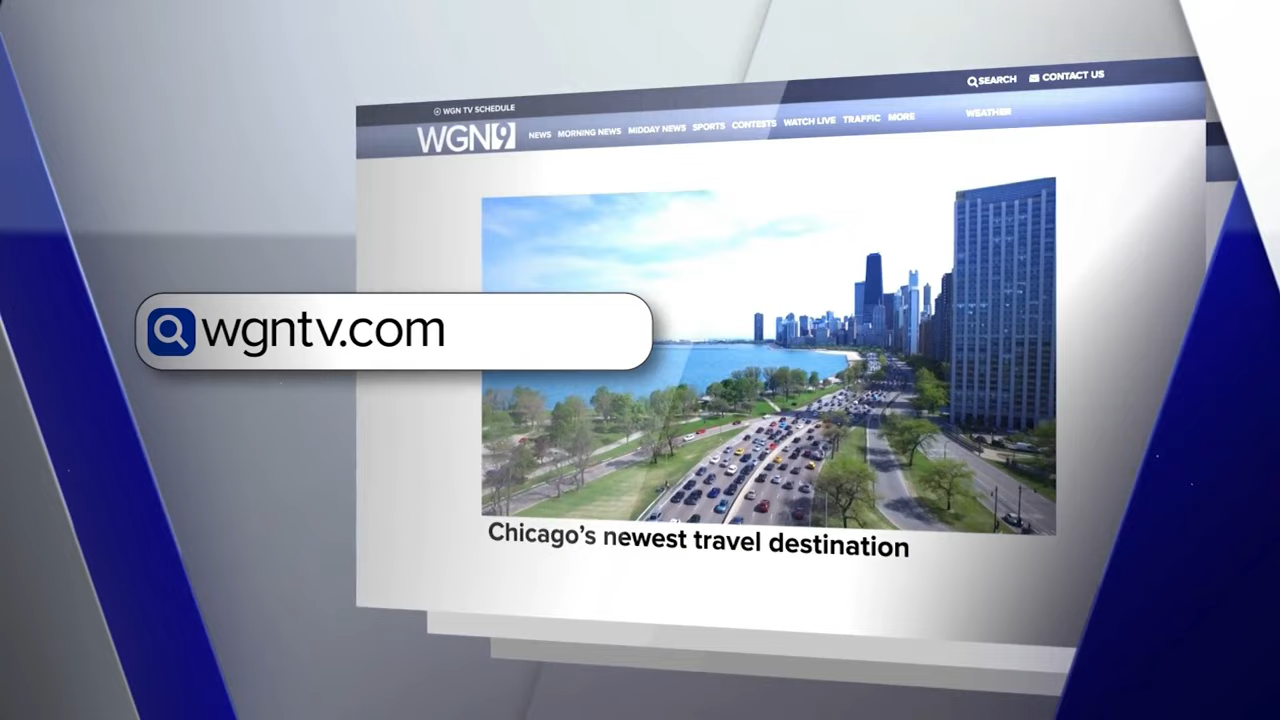 SEARCH CONTACT US
WGN TV SCHEDULE
WGN9 NEWS MORNING NEWS MIDDAY NEWS SPORTS CONTESTS WATCH LIVE TRAFFIC MORE WEATHER
wgntv.com
Chicago's newest travel destination